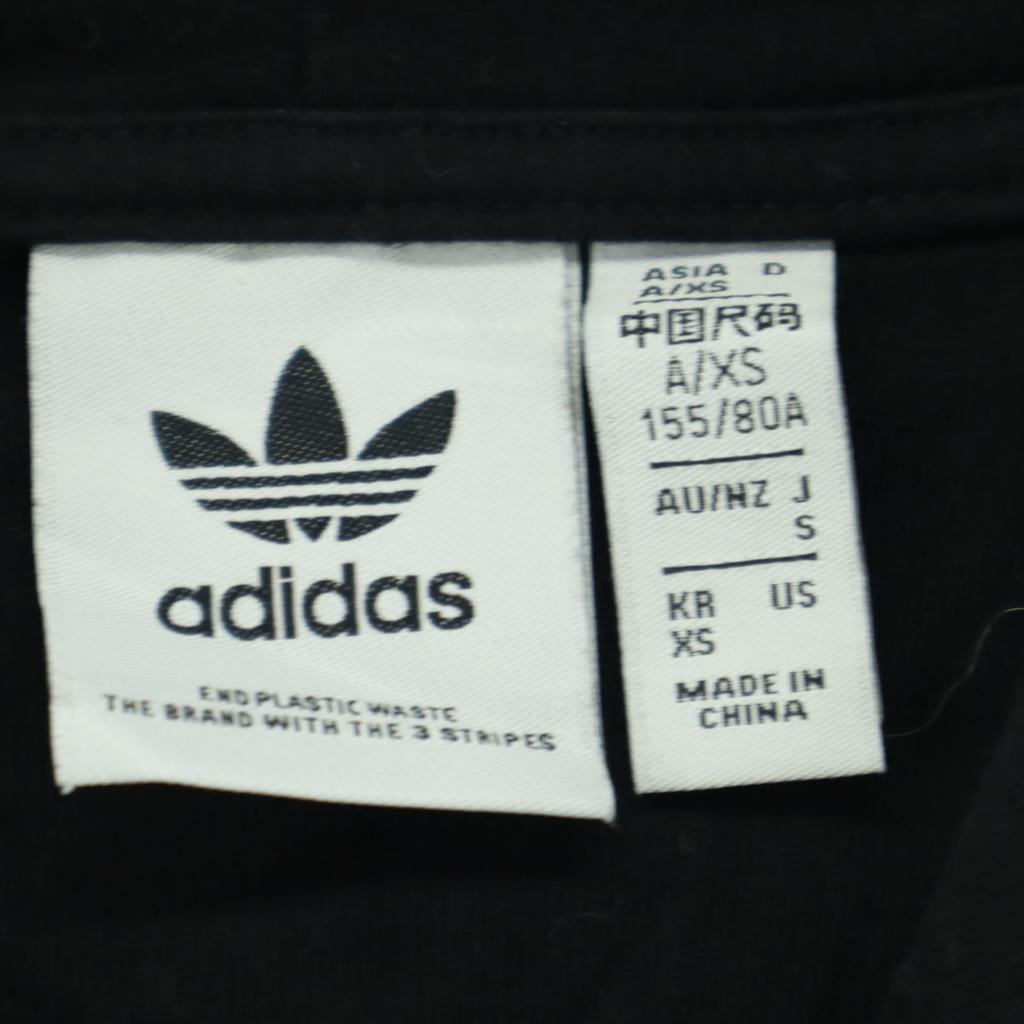 adidas
END PLASTIC WASTE
THE BRAND WITH THE 3 STRIPES
ASIA D
A/XS
中国尺码
A/XS
155/80A
AU/NZ J
S
KR US
XS
MADE IN
CHINA